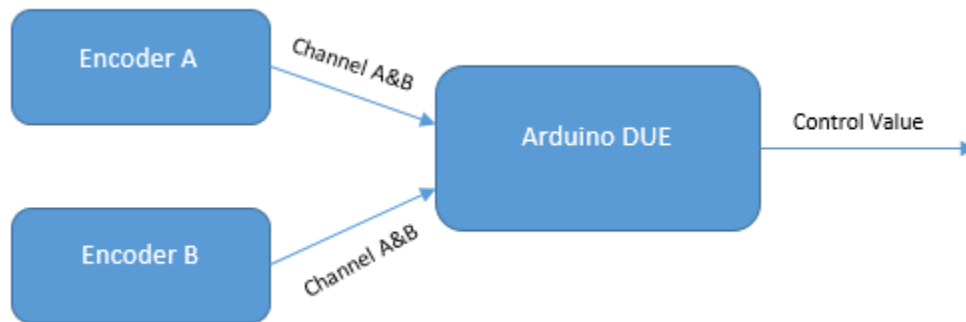 Encoder A
Channel A&B
Arduino DUE
Control Value
Encoder B
Channel A&B